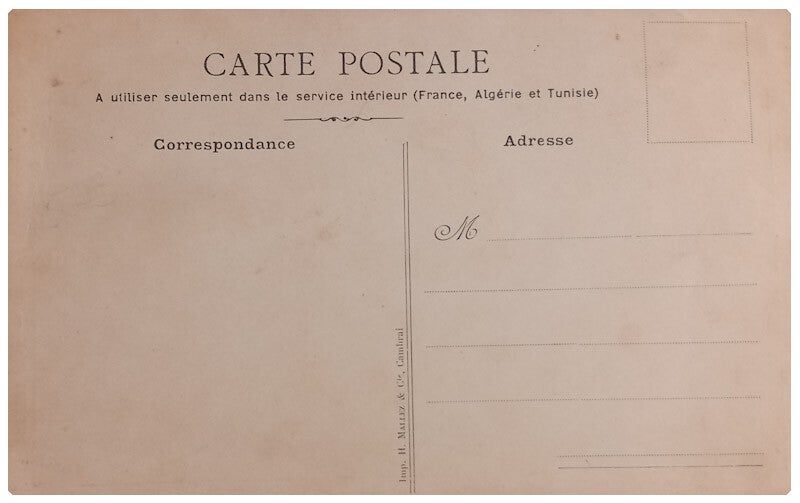 CARTE POSTALE
A utiliser seulement dans le service intérieur (France, Algérie et Tunisie)
Correspondance
Adresse
M
Imp. H. MALLEZ & Cie, Cambrai